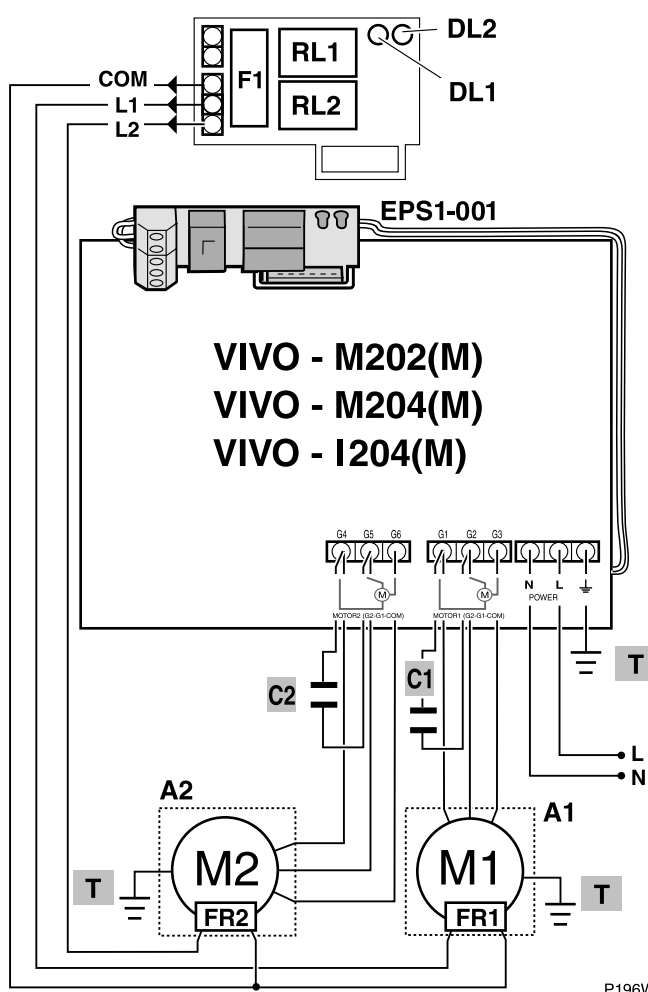 DL2
RL1
COM
F1
DL1
L1
RL2
L2
EPS1-001
VIVO - M202(M)
VIVO - M204(M)
VIVO - I204(M)
G4 G5 G6 G1 G2 G3
M M N L
POWER
MOTOR2 (G2-G1-COM) MOTOR1 (G2-G1-COM)
T
C2 C1
L
N
A2 A1
M2 M1
T T
FR2 FR1
P196V